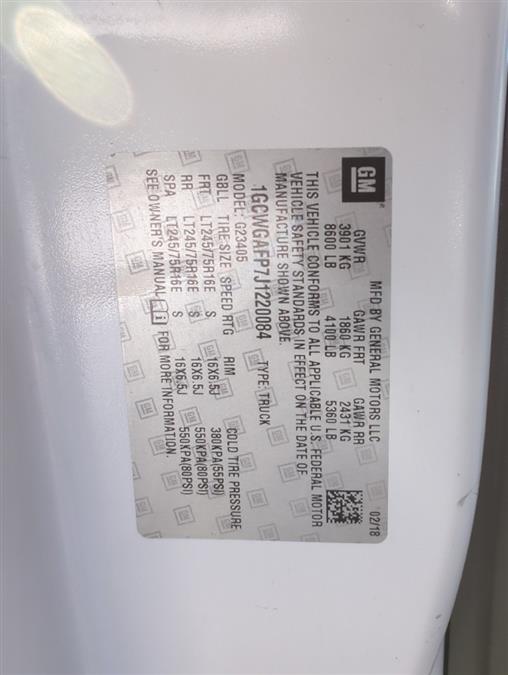 GM
MFD BY GENERAL MOTORS LLC 02/18
GVWR GAWR FRT GAWR RR
3901 KG 1860 KG 2431 KG
8600 LB 4100 LB 5360 LB
THIS VEHICLE CONFORMS TO ALL APPLICABLE U.S. FEDERAL MOTOR
VEHICLE SAFETY STANDARDS IN EFFECT ON THE DATE OF
MANUFACTURE SHOWN ABOVE.
1GCWGAFP7J1220084 TYPE: TRUCK
MODEL: G23405
GBLL TIRE SIZE SPEED RTG RIM COLD TIRE PRESSURE
FRT LT245/75R16E S 16X6.5J 380KPA(55PSI)
RR LT245/75R16E S 16X6.5J 550KPA(80PSI)
SPA LT245/75R16E S 16X6.5J 550KPA(80PSI)
SEE OWNER'S MANUAL i FOR MORE INFORMATION.